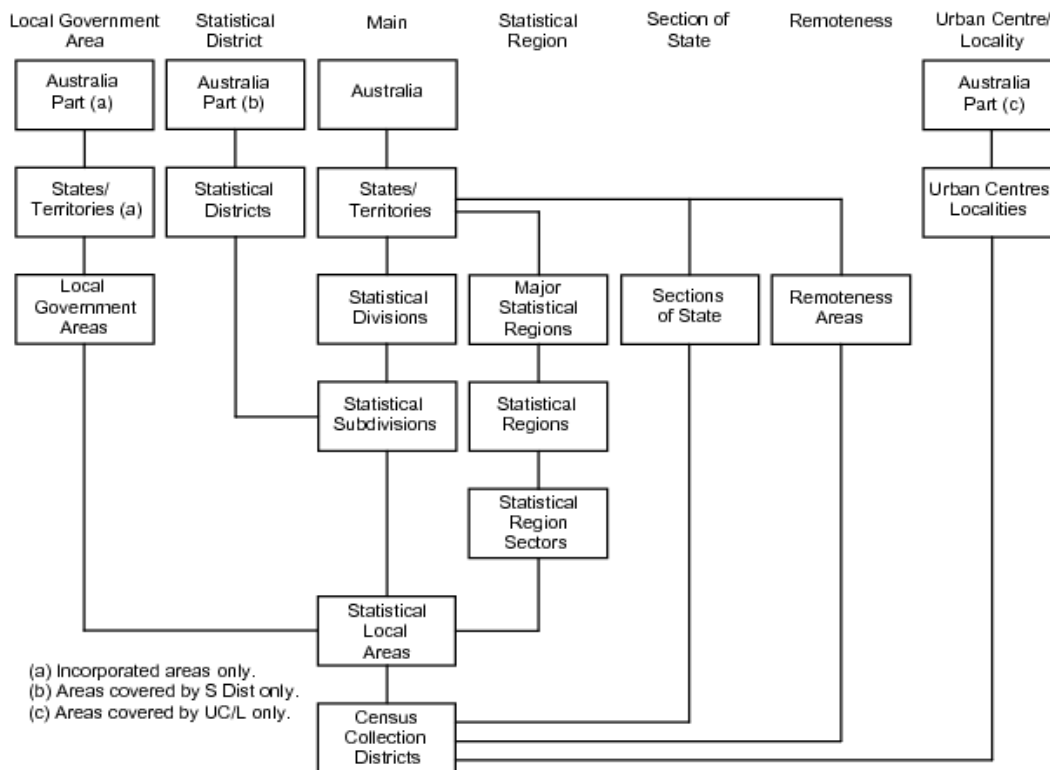 Local Government
Area
Statistical
District
Main
Statistical
Region
Section of
State
Remoteness
Urban Centre/
Locality
Australia
Part (a)
Australia
Part (b)
Australia
Australia
Part (c)
States/
Territories (a)
Statistical
Districts
States/
Territories
Urban Centres
Localities
Local
Government
Areas
Statistical
Divisions
Major
Statistical
Regions
Sections
of State
Remoteness
Areas
Statistical
Subdivisions
Statistical
Regions
Statistical
Region
Sectors
Statistical
Local
Areas
(a) Incorporated areas only.
(b) Areas covered by S Dist only.
(c) Areas covered by UC/L only.
Census
Collection
Districts